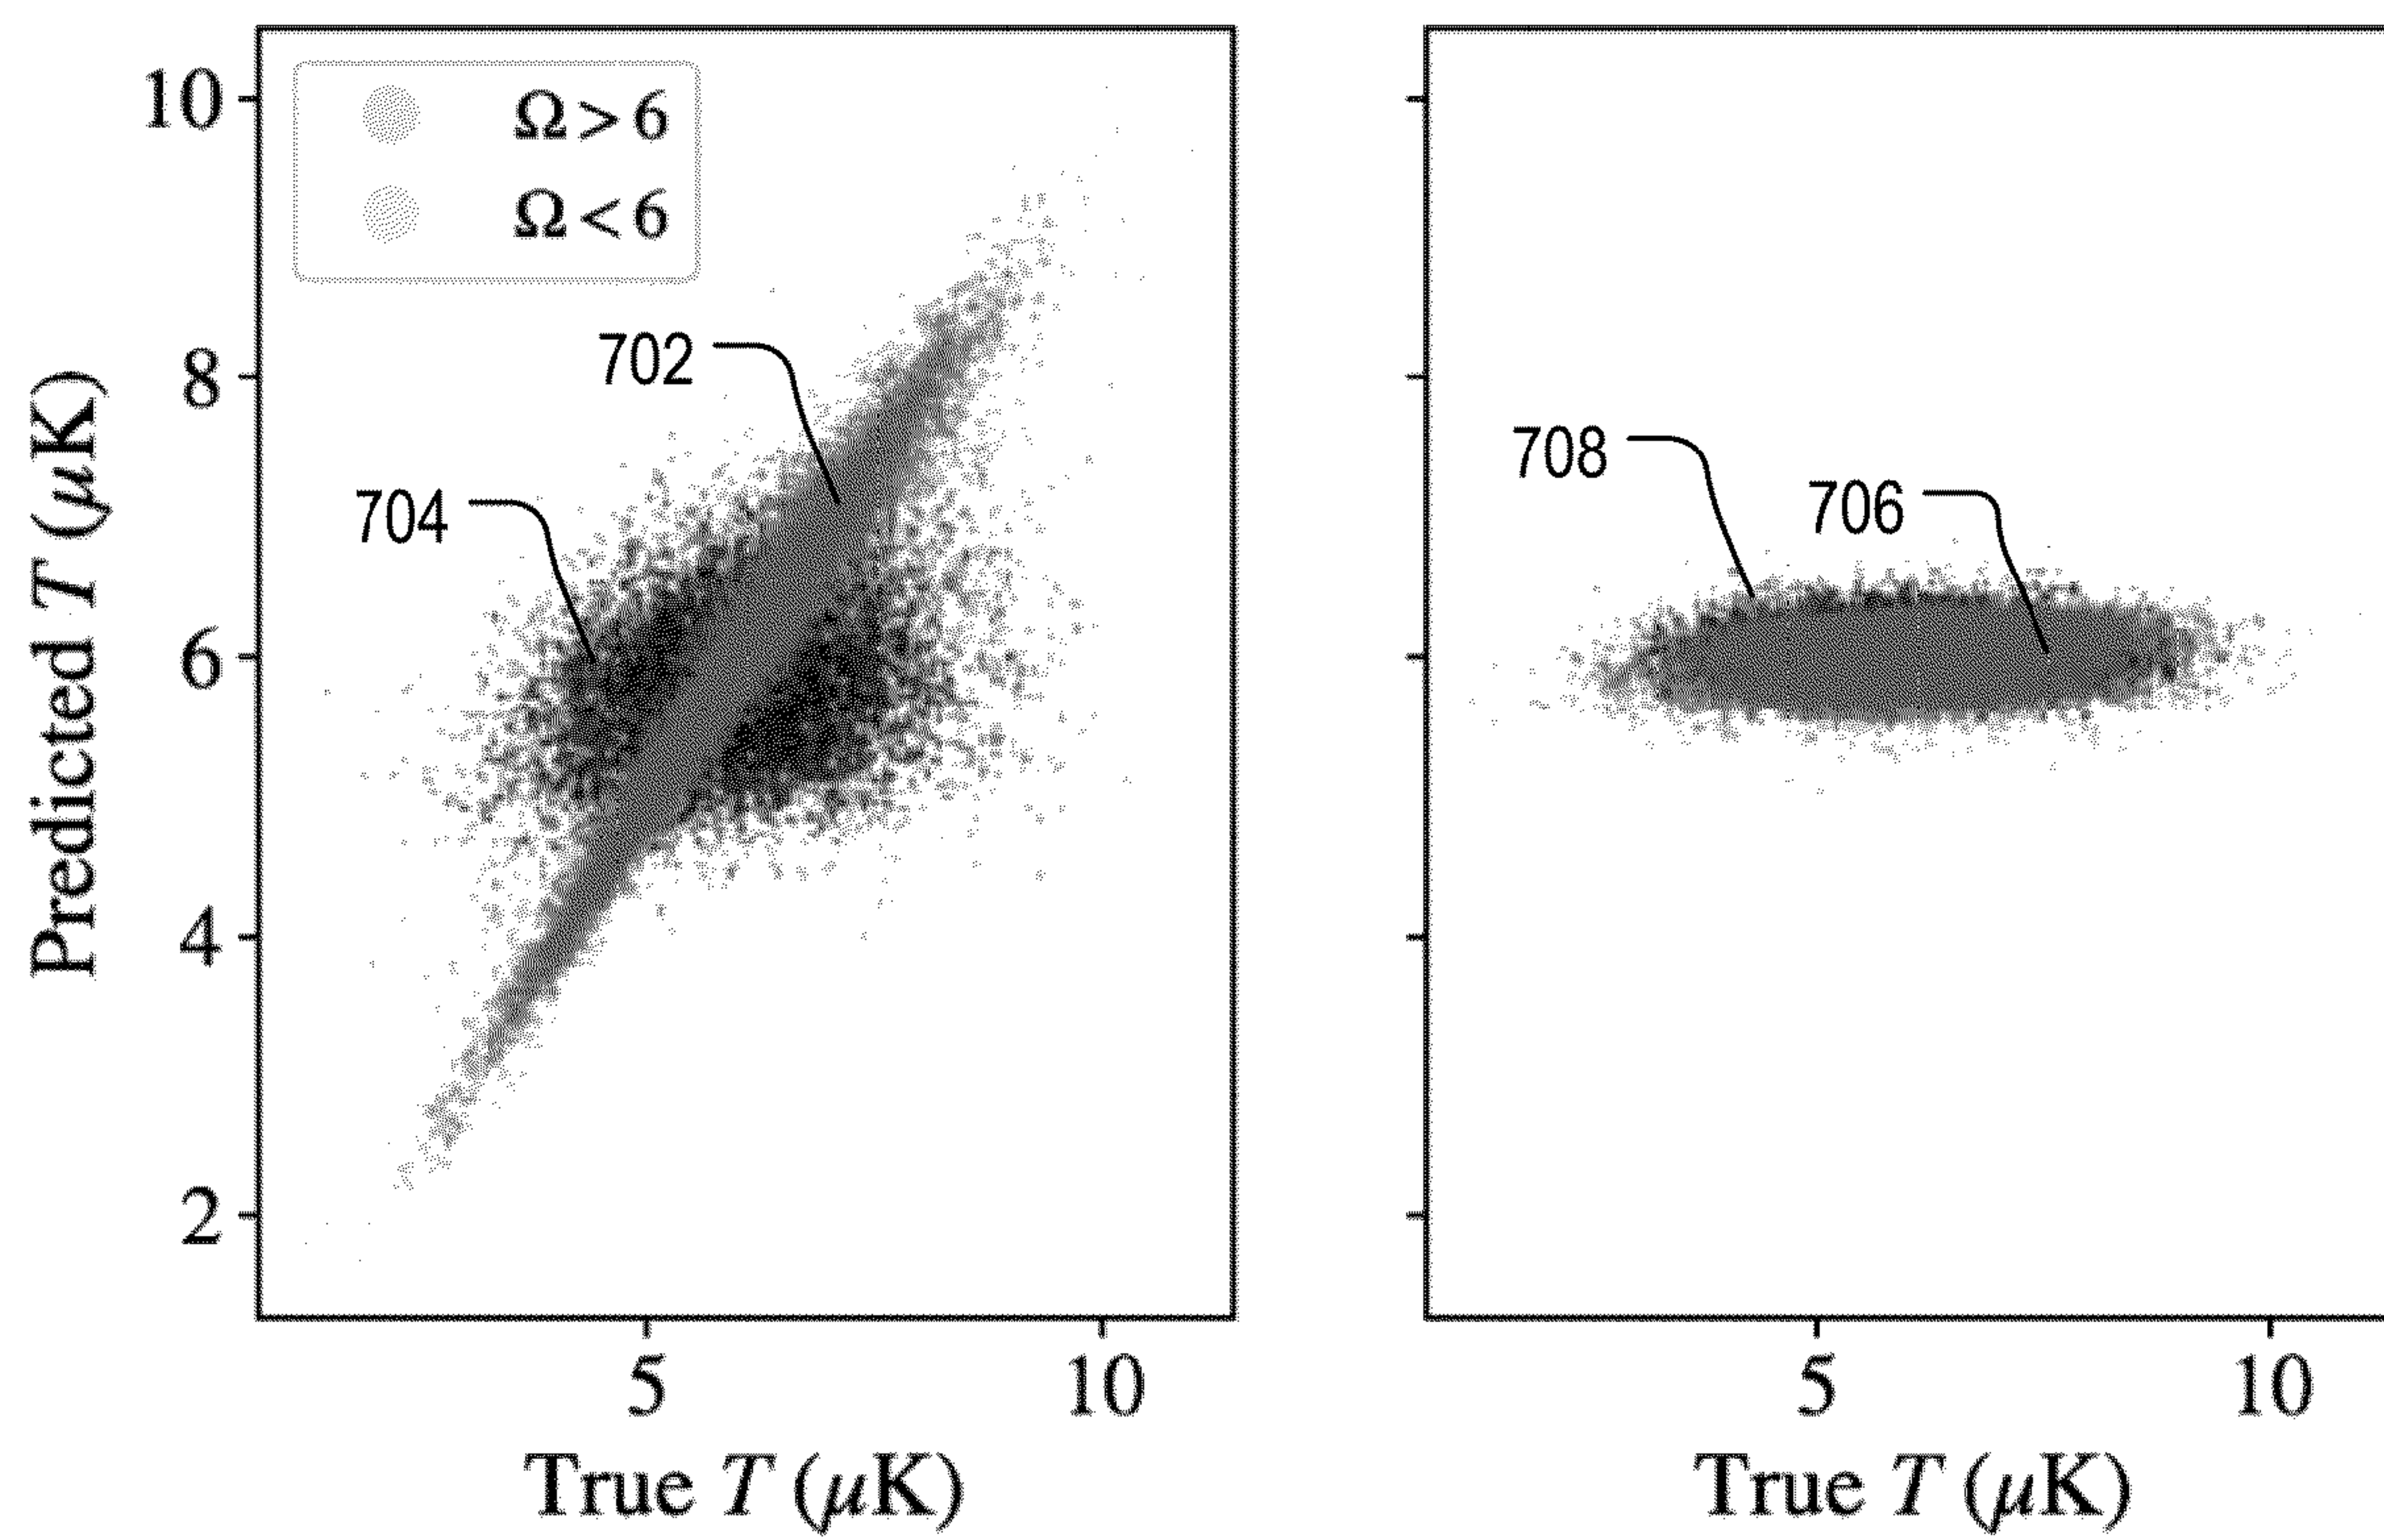 Ω > 6
Ω < 6
702
704
10
8
6
4
2
Predicted T (μK)
5
10
True T (μK)
708
706
5
10
True T (μK)